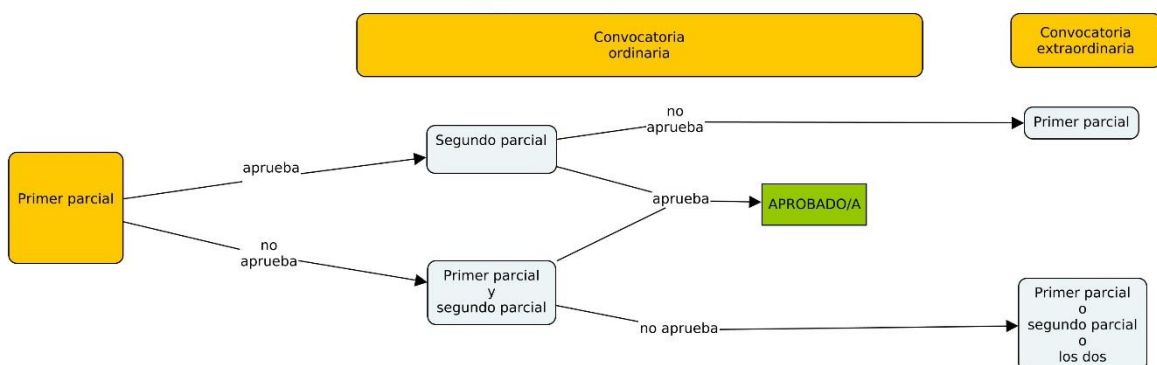 Convocatoria
ordinaria
Convocatoria
extraordinaria
Primer parcial
aprueba
no
aprueba
Segundo parcial
Primer parcial
y
segundo parcial
no
aprueba
aprueba
no aprueba
APROBADO/A
Primer parcial
Primer parcial
o
segundo parcial
o
los dos